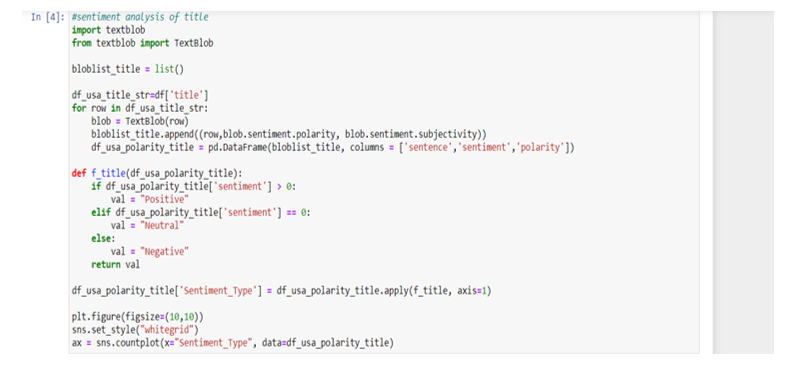 In [4]: #sentiment analysis of title
import textblob
from textblob import TextBlob
bloblist_title = list()
df_usa_title_str=df['title']
for row in df_usa_title_str:
    blob = TextBlob(row)
    bloblist_title.append((row,blob.sentiment.polarity, blob.sentiment.subjectivity))
    df_usa_polarity_title = pd.DataFrame(bloblist_title, columns = ['sentence','sentiment','polarity'])
def f_title(df_usa_polarity_title):
    if df_usa_polarity_title['sentiment'] > 0:
        val = "Positive"
    elif df_usa_polarity_title['sentiment'] == 0:
        val = "Neutral"
    else:
        val = "Negative"
    return val
df_usa_polarity_title['Sentiment_Type'] = df_usa_polarity_title.apply(f_title, axis=1)
plt.figure(figsize=(10,10))
sns.set_style("whitegrid")
ax = sns.countplot(x="Sentiment_Type", data=df_usa_polarity_title)